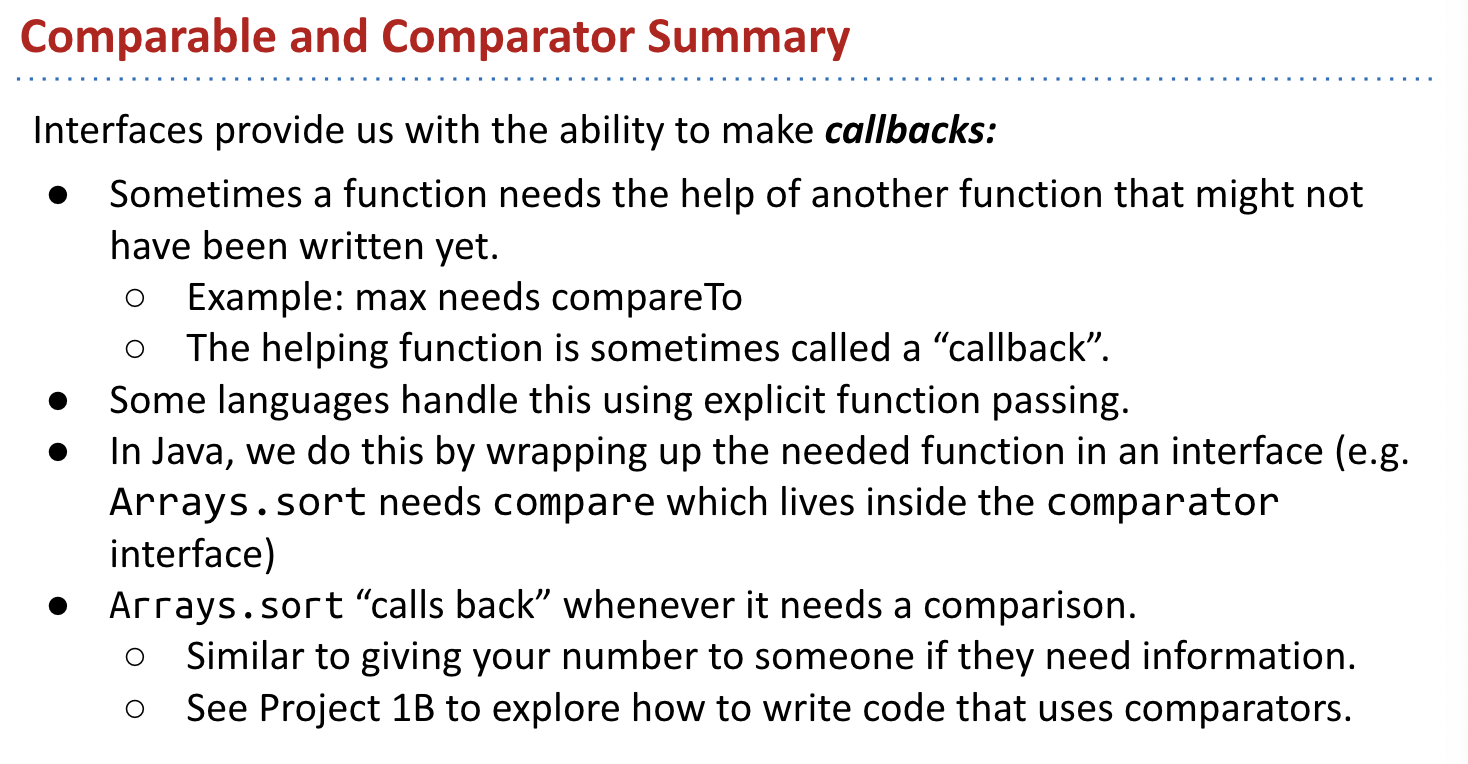 Comparable and Comparator Summary
Interfaces provide us with the ability to make callbacks:
● Sometimes a function needs the help of another function that might not
have been written yet.
○ Example: max needs compareTo
○ The helping function is sometimes called a “callback”.
● Some languages handle this using explicit function passing.
● In Java, we do this by wrapping up the needed function in an interface (e.g.
Arrays.sort needs compare which lives inside the comparator
interface)
● Arrays.sort “calls back” whenever it needs a comparison.
○ Similar to giving your number to someone if they need information.
○ See Project 1B to explore how to write code that uses comparators.